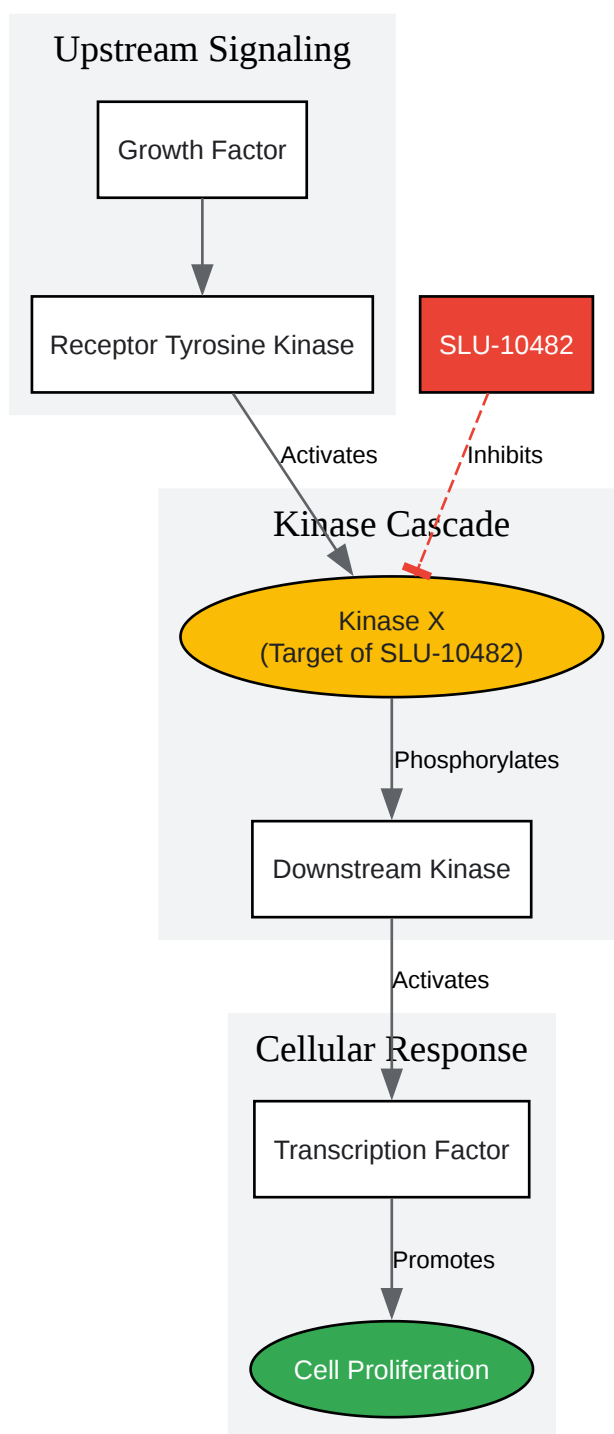 Upstream Signaling
Growth Factor
Receptor Tyrosine Kinase
SLU-10482
Activates
Inhibits
Kinase Cascade
Kinase X
(Target of SLU-10482)
Phosphorylates
Downstream Kinase
Activates
Cellular Response
Transcription Factor
Promotes
Cell Proliferation